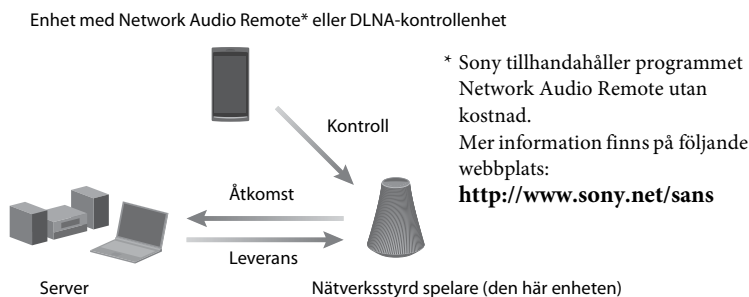 Enhet med Network Audio Remote* eller DLNA-kontrollenhet
* Sony tillhandahåller programmet
Network Audio Remote utan
kostnad.
Mer information finns på följande
webbplats:
http://www.sony.net/sans
Kontroll
Åtkomst
Leverans
Server
Nätverksstyrd spelare (den här enheten)